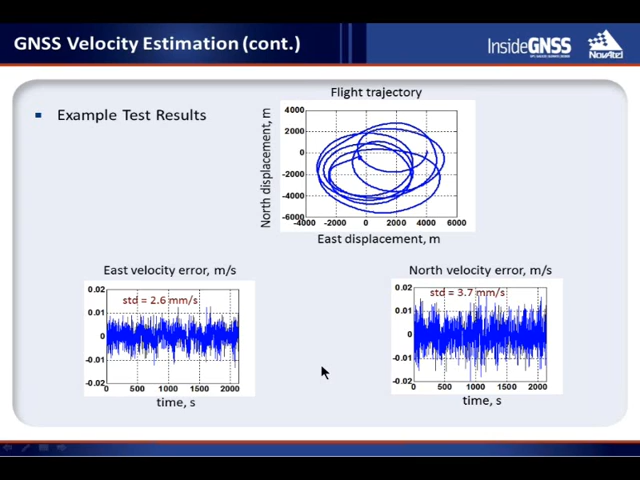 GNSS Velocity Estimation (cont.)
InsideGNSS
NovAtel
Example Test Results
Flight trajectory
North displacement, m
4000
2000
0
-2000
-4000
-6000
-4000 -2000 0 2000 4000 6000
East displacement, m
East velocity error, m/s
0.02
std = 2.6 mm/s
0.01
0
-0.01
-0.02
0 500 1000 1500 2000
time, s
North velocity error, m/s
0.02
std = 3.7 mm/s
0.01
0
-0.01
-0.02
0 500 1000 1500 2000
time, s